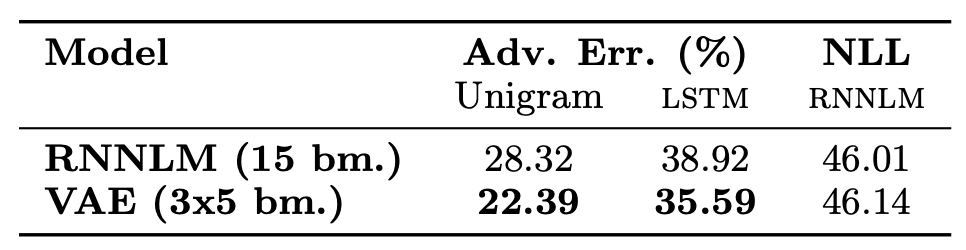 Model Adv. Err. (%) NLL
Unigram LSTM RNNLM
RNNLM (15 bm.) 28.32 38.92 46.01
VAE (3x5 bm.) 22.39 35.59 46.14